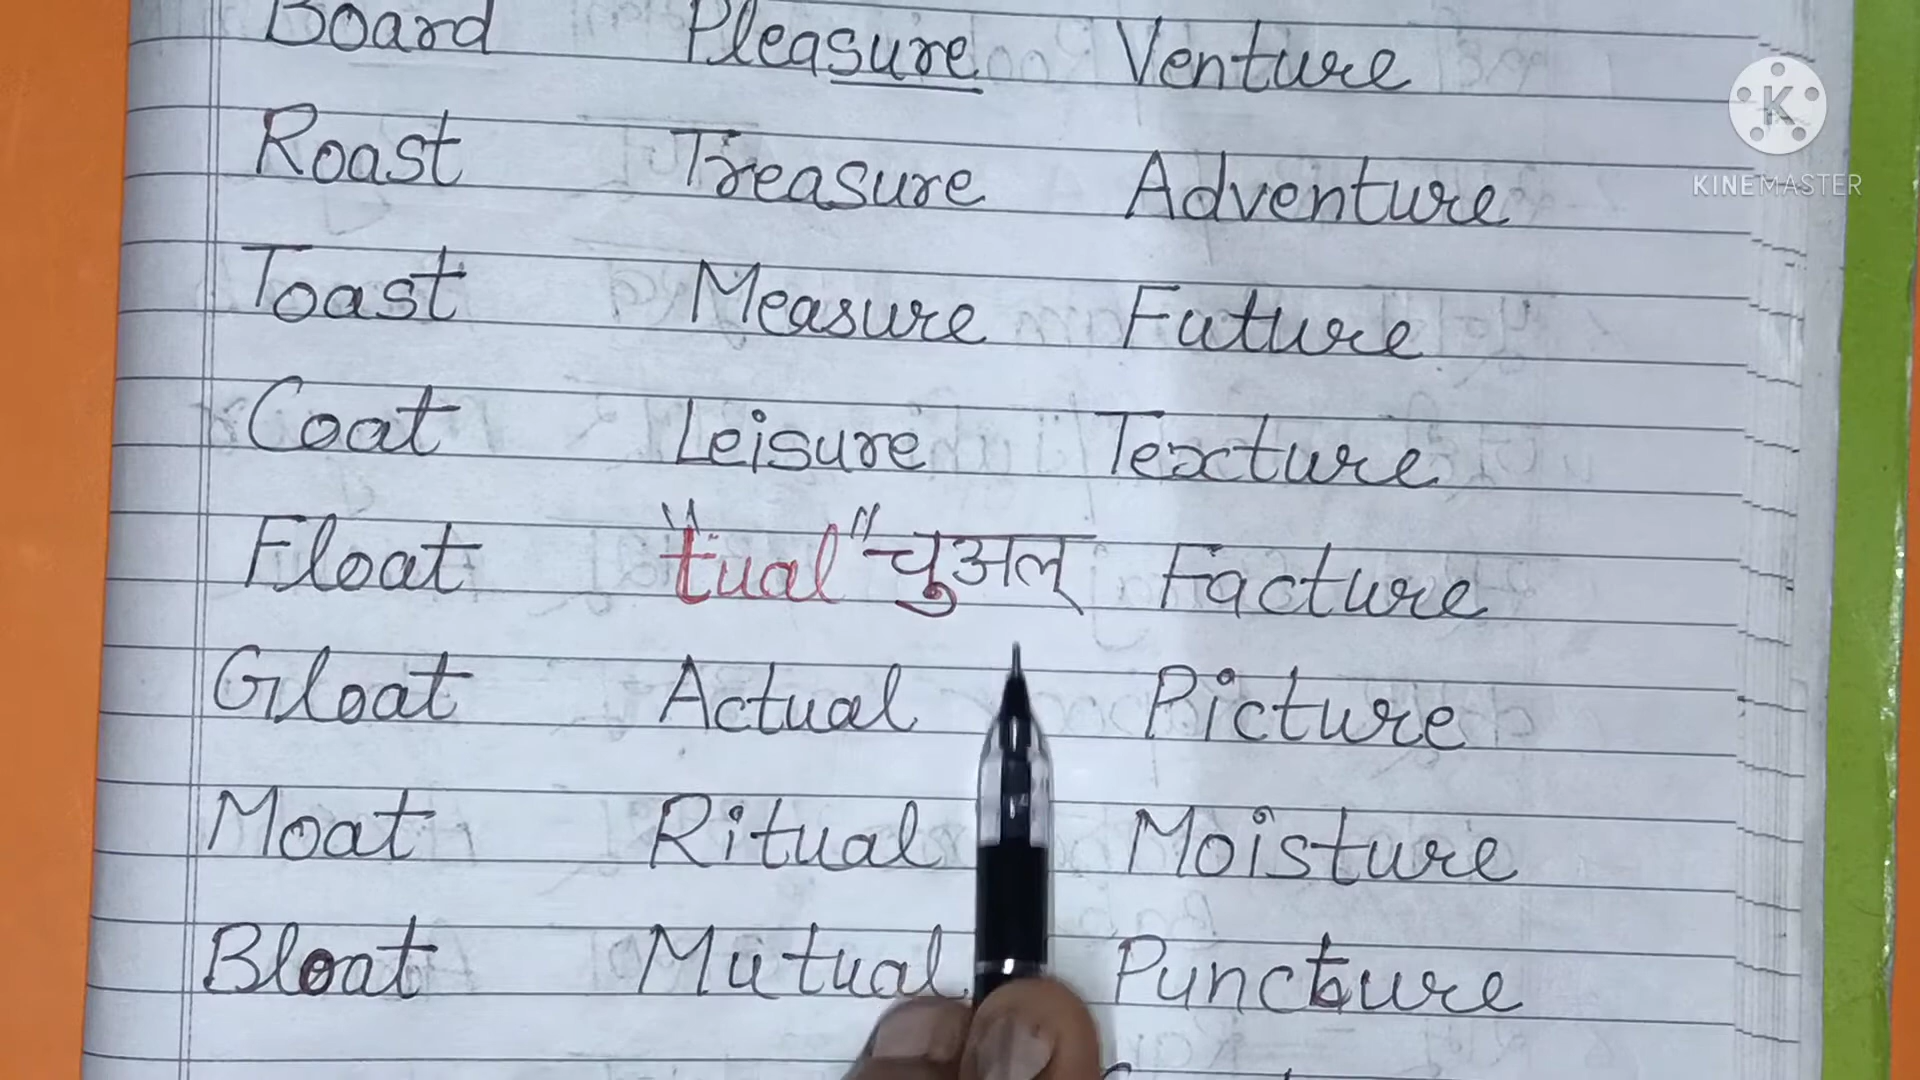 Board Pleasure Venture
Roast Treasure Adventure
Toast Measure Future
Coat Leisure Texture
Float "tual" चुअल् Facture
Gloat Actual Picture
Moat Ritual Moisture
Bloat Mutual Puncture
K
KINEMASTER